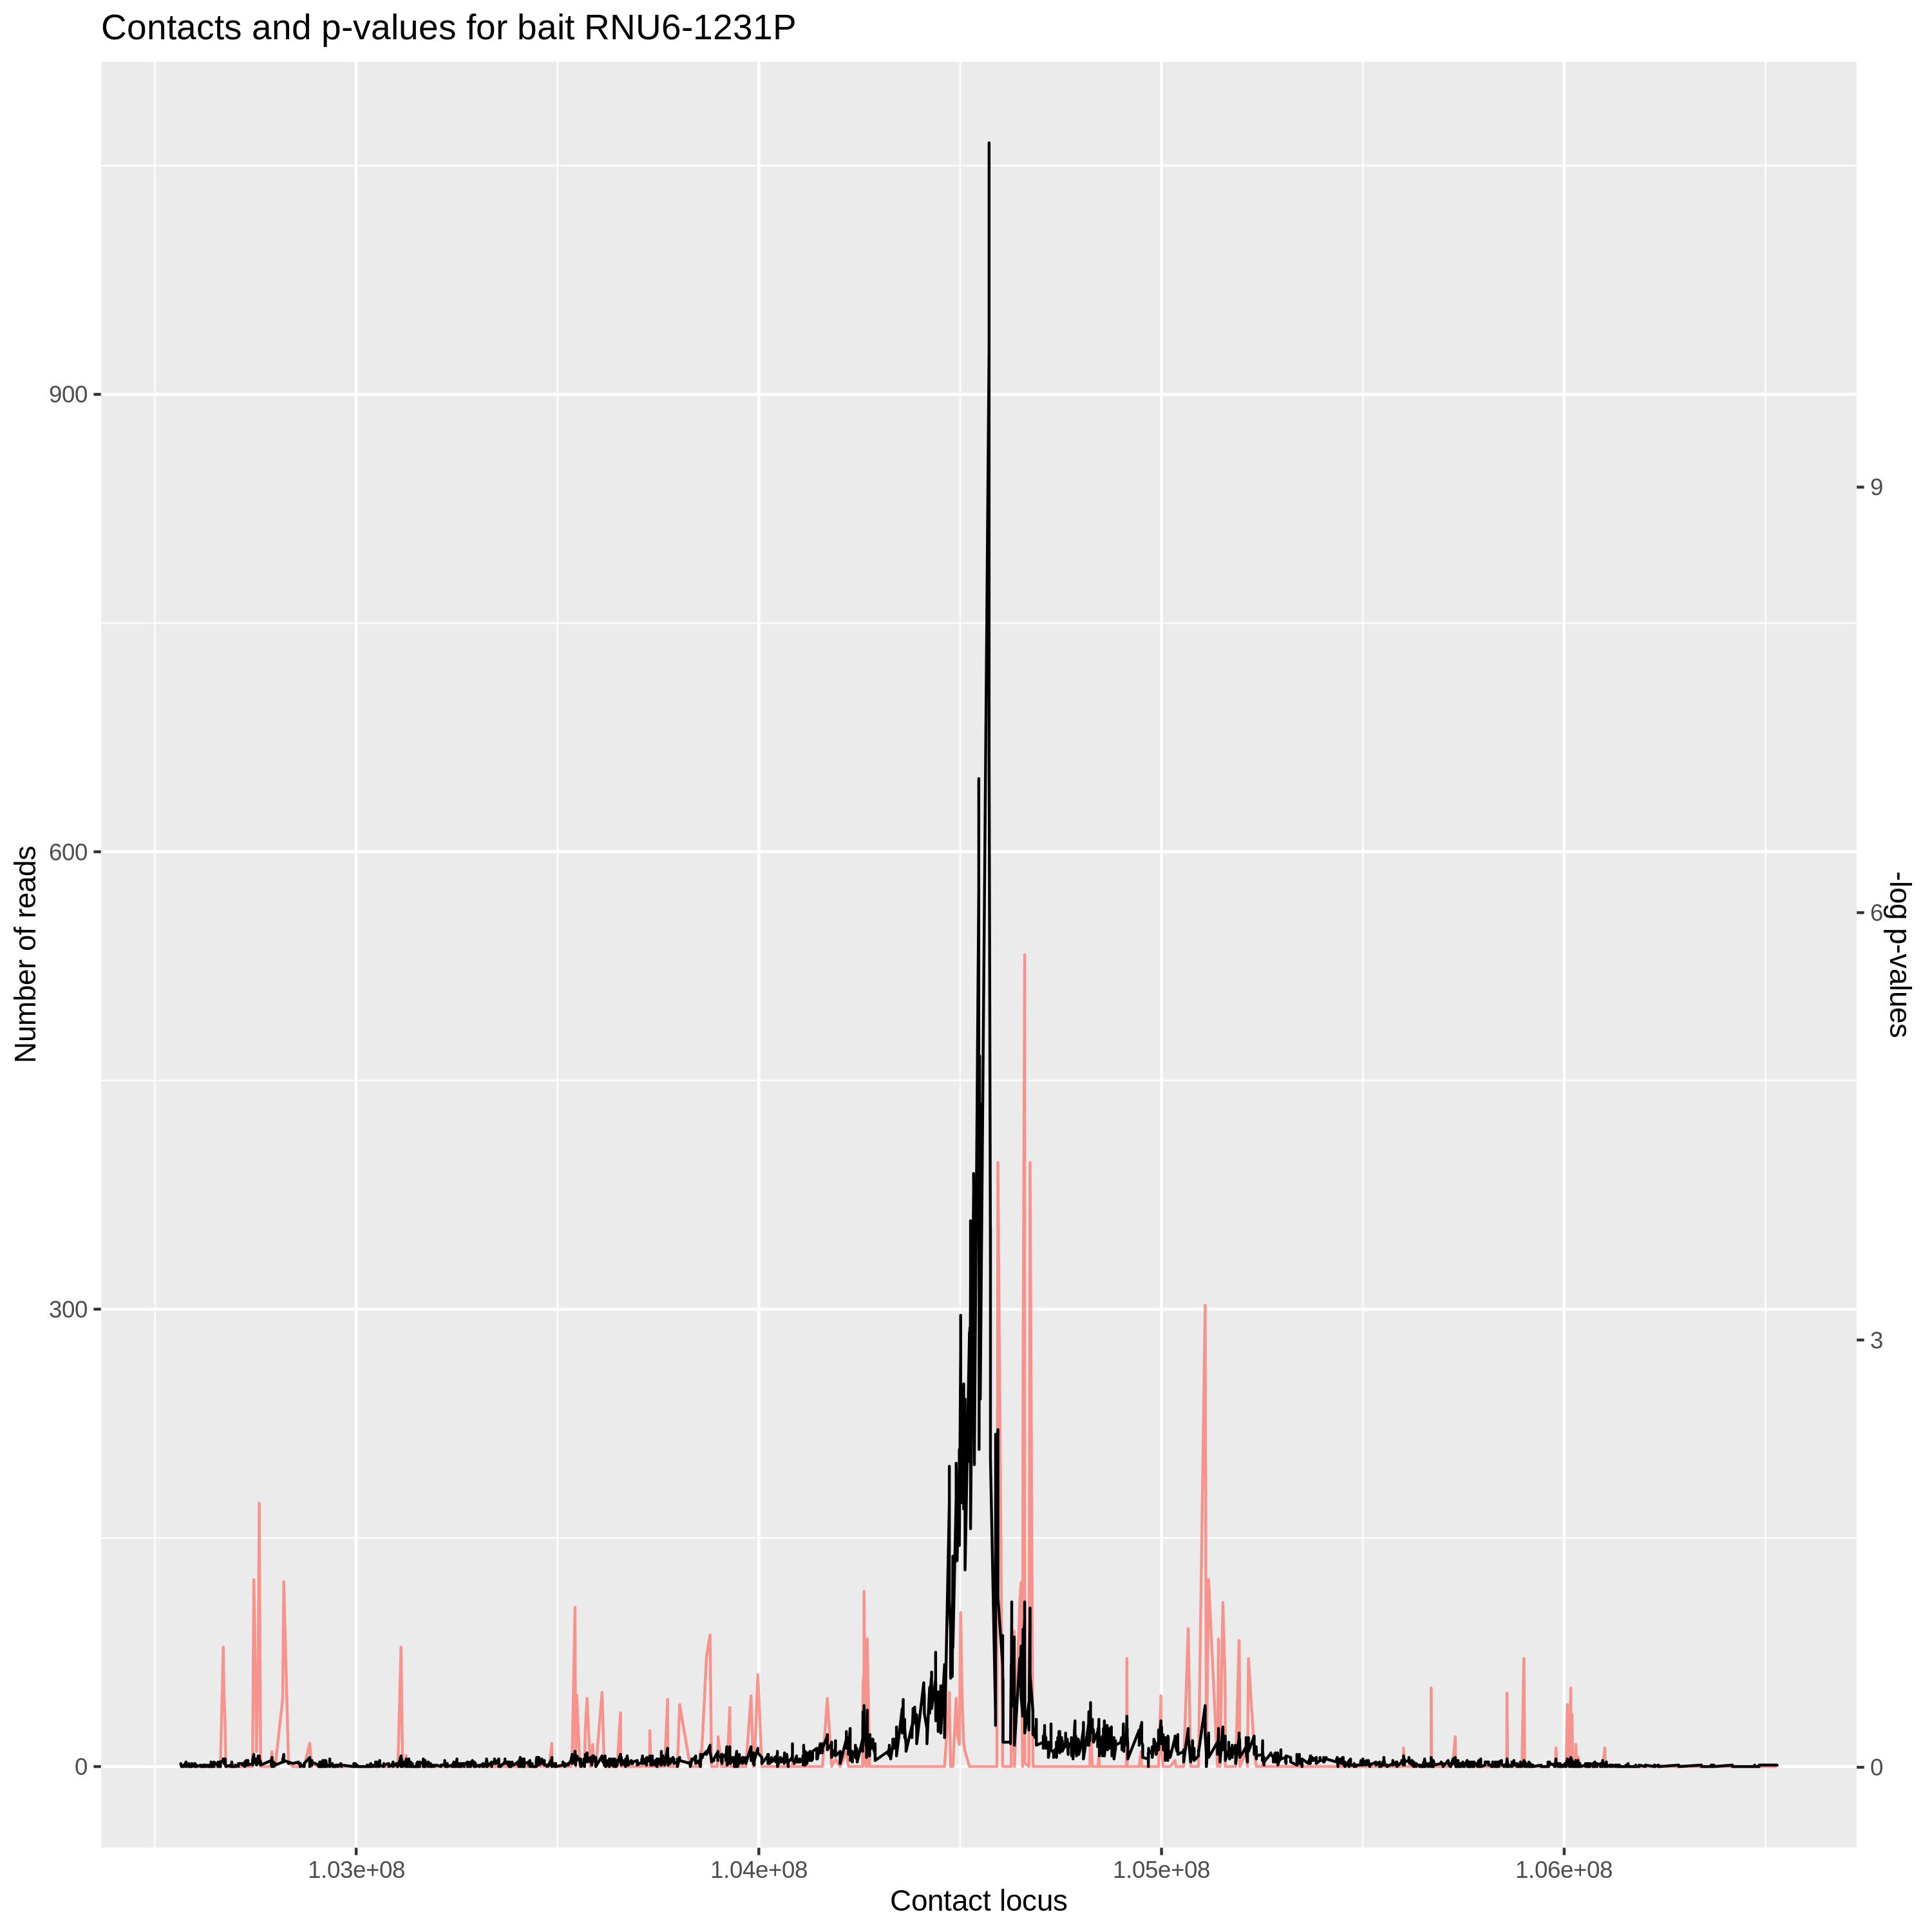 Contacts and p-values for bait RNU6-1231P
900
600
300
0
9
6
3
0
Number of reads
-log p-values
1.03e+08
1.04e+08
1.05e+08
1.06e+08
Contact locus